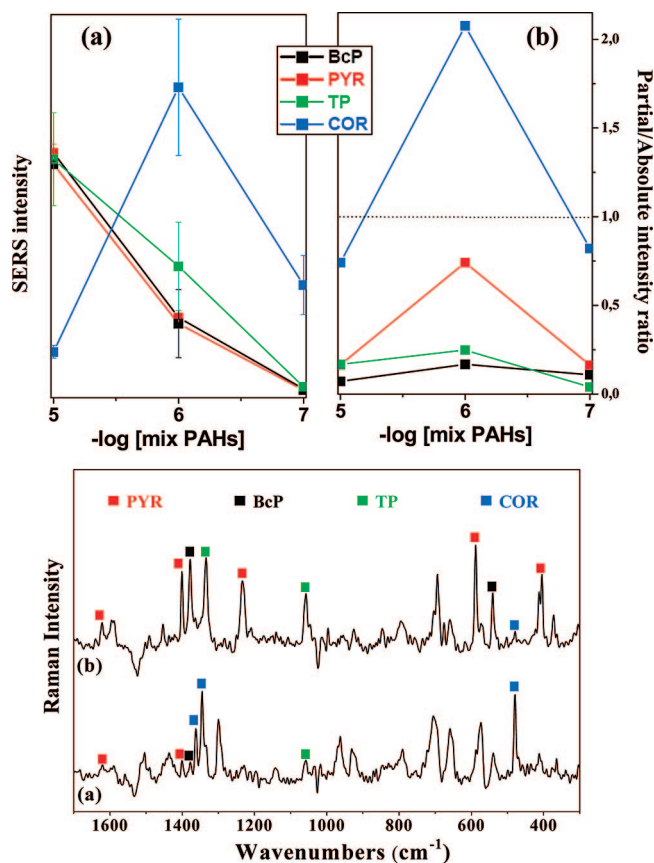 (a)
(b)
BcP
PYR
TP
COR
SERS intensity
5
6
7
-log [mix PAHs]
5
6
7
-log [mix PAHs]
2,0
1,5
1,0
0,5
0,0
Partial/Absolute intensity ratio
PYR
BcP
TP
COR
Raman Intensity
(b)
(a)
1600
1400
1200
1000
800
600
400
Wavenumbers (cm-1)